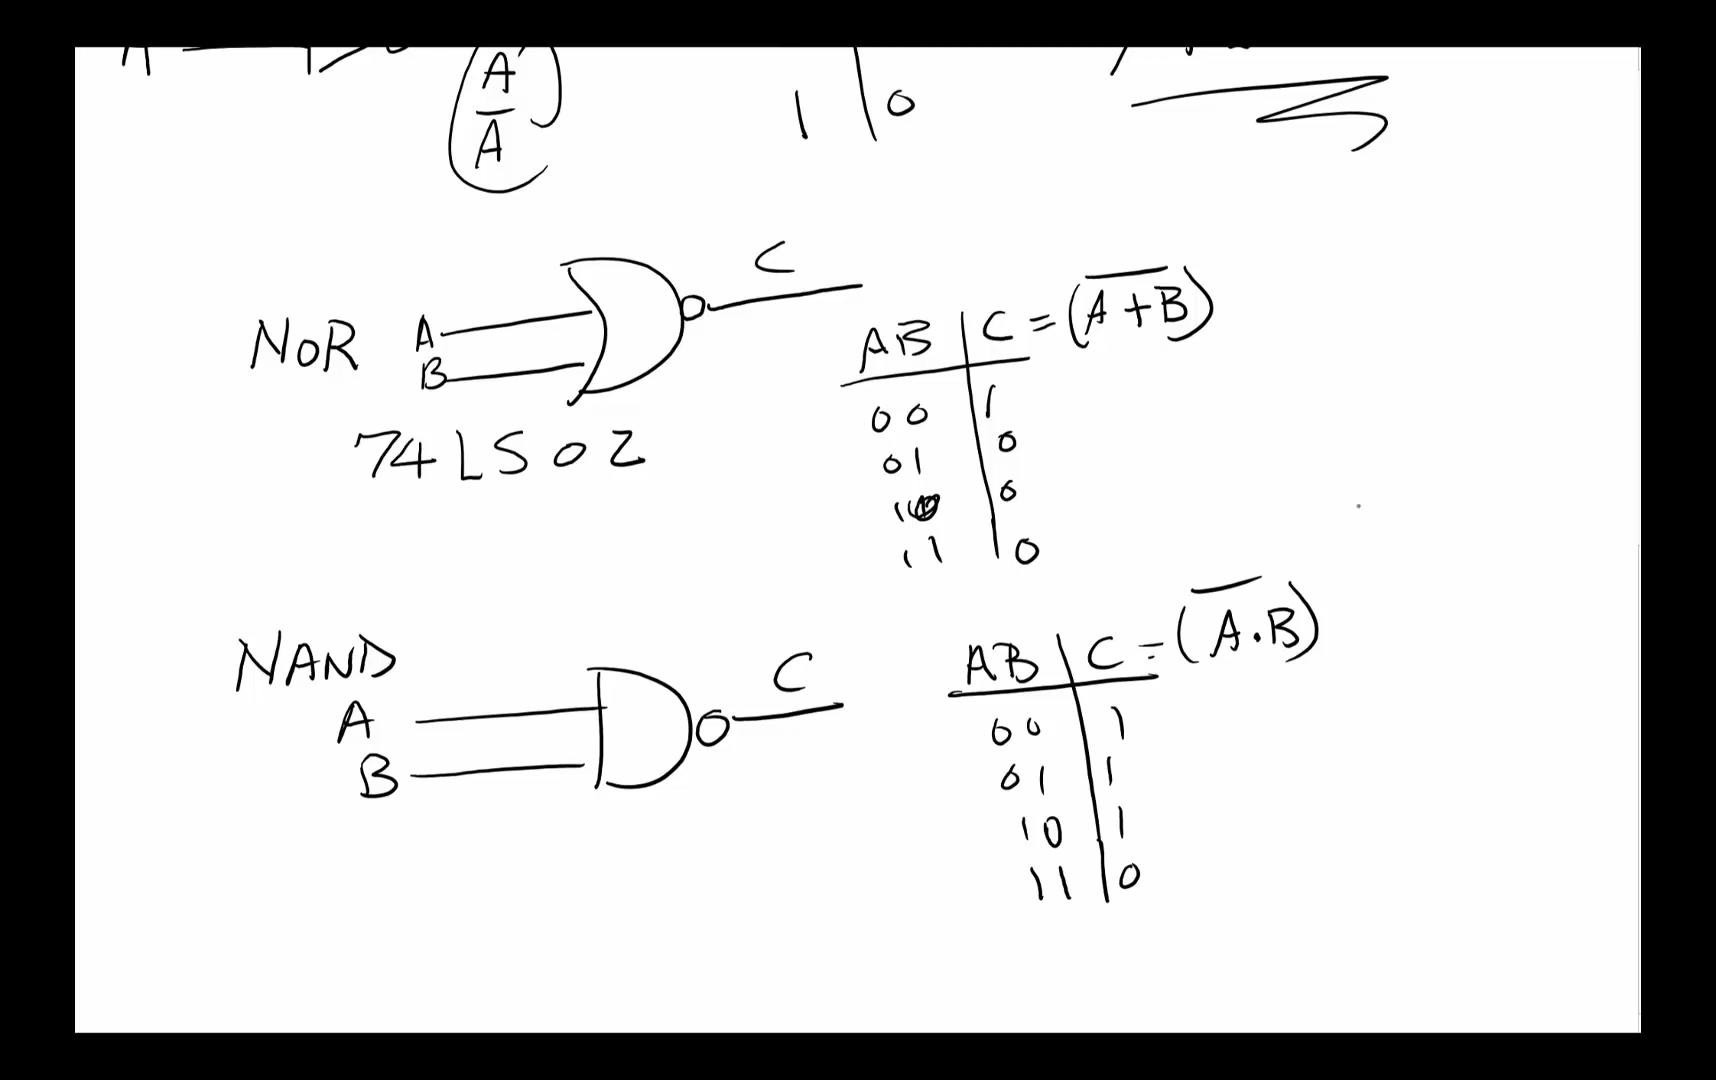 A'
A̅
1 | 0
NOR A
B
C
74LS02
AB | C = (A+B)̅
00 | 1
01 | 0
10 | 0
11 | 0
NAND
A
B
C
AB | C = (A.B)̅
00 | 1
01 | 1
10 | 1
11 | 0